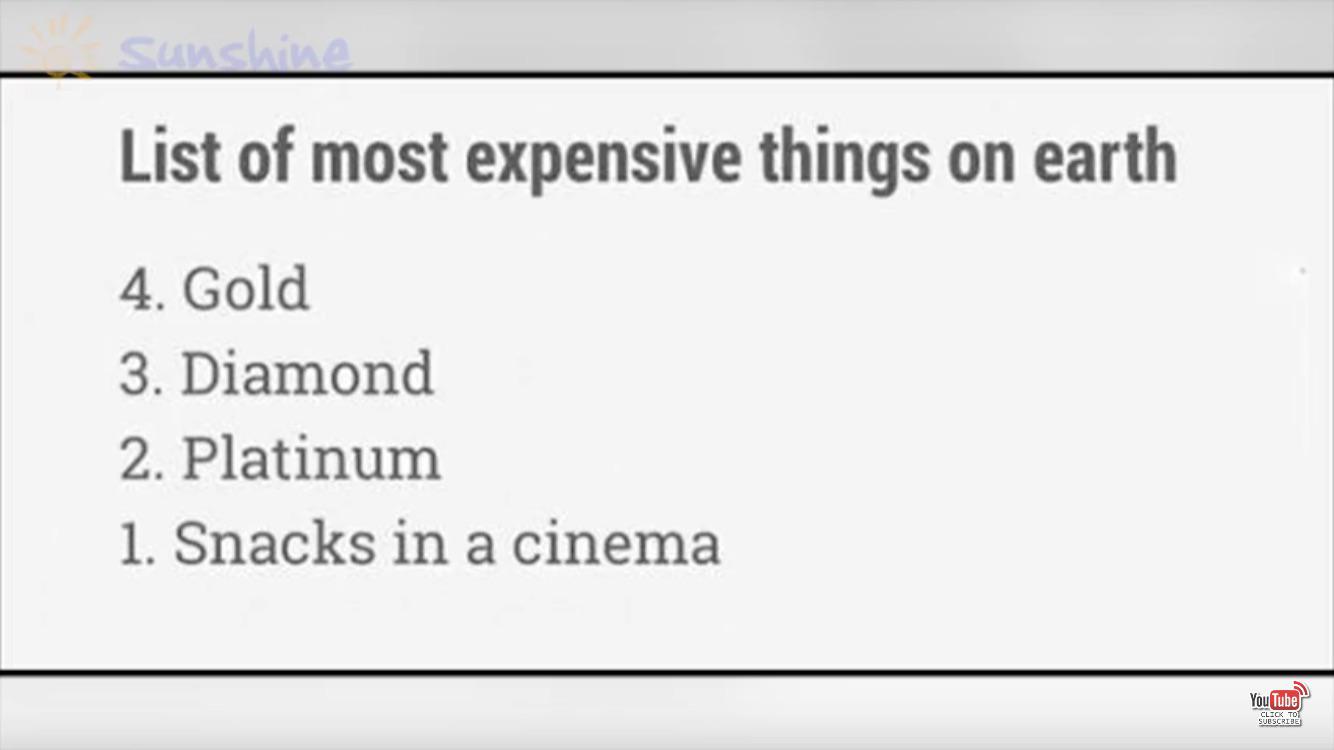 Sunshine
List of most expensive things on earth
4. Gold
3. Diamond
2. Platinum
1. Snacks in a cinema
YouTube
CLICK TO
SUBSCRIBE